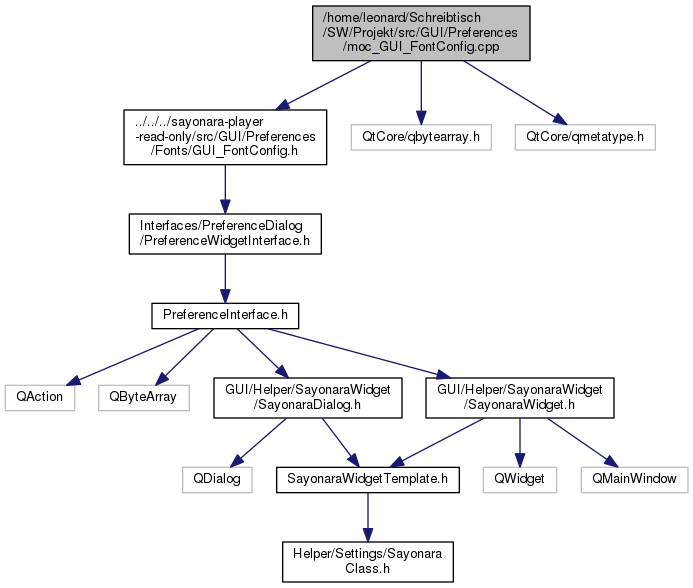 /home/leonard/Schreibtisch
/SW/Projekt/src/GUI/Preferences
/moc_GUI_FontConfig.cpp
../../../sayonara-player
-read-only/src/GUI/Preferences
/Fonts/GUI_FontConfig.h
QtCore/qbytearray.h
QtCore/qmetatype.h
Interfaces/PreferenceDialog
/PreferenceWidgetInterface.h
PreferenceInterface.h
QAction
QByteArray
GUI/Helper/SayonaraWidget
/SayonaraDialog.h
GUI/Helper/SayonaraWidget
/SayonaraWidget.h
QDialog
SayonaraWidgetTemplate.h
QWidget
QMainWindow
Helper/Settings/Sayonara
Class.h